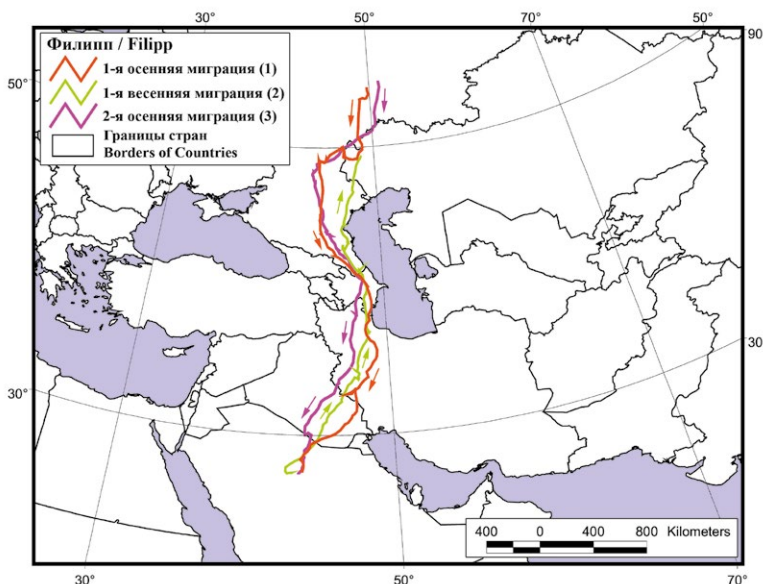 30°
50°
70°
50°
90
Филипп / Filipp
1-я осенняя миграция (1)
1-я весенняя миграция (2)
2-я осенняя миграция (3)
Границы стран
Borders of Countries
50°
30°
30
400 0 400 800 Kilometers
30°
50°
70°